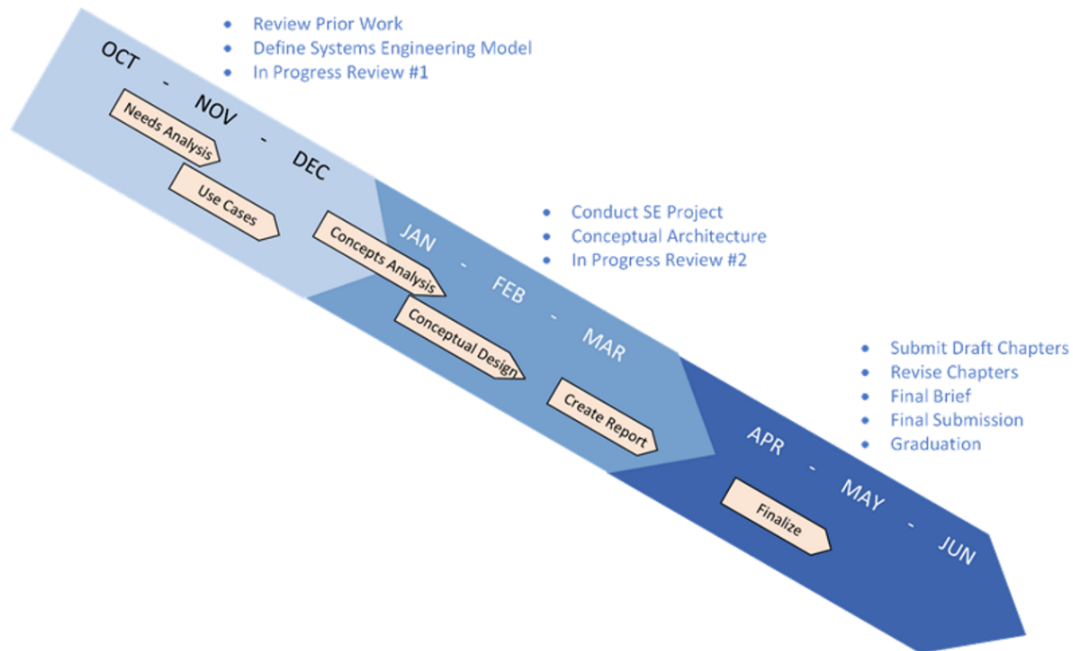 • Review Prior Work
• Define Systems Engineering Model
• In Progress Review #1
OCT - NOV - DEC
Needs Analysis
Use Cases
• Conduct SE Project
• Conceptual Architecture
• In Progress Review #2
JAN - FEB - MAR
Concepts Analysis
Conceptual Design
Create Report
• Submit Draft Chapters
• Revise Chapters
• Final Brief
• Final Submission
• Graduation
APR - MAY - JUN
Finalize